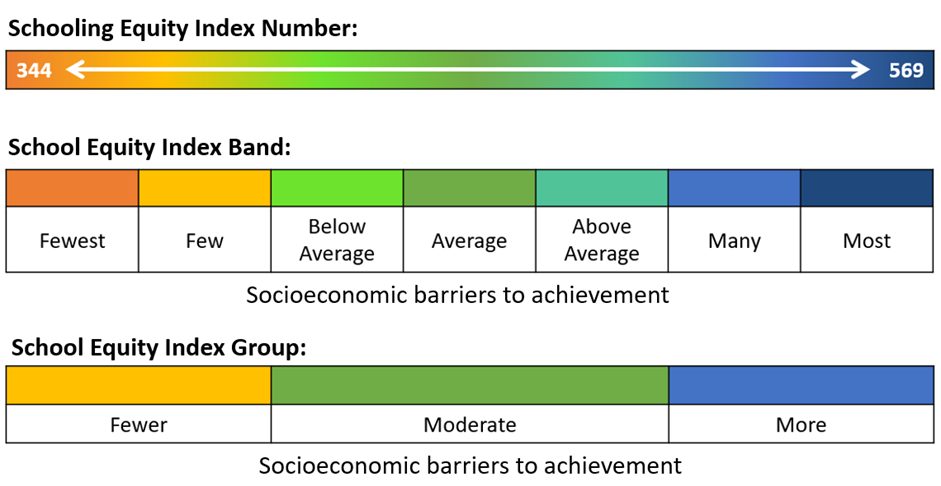 Schooling Equity Index Number:
344 569
School Equity Index Band:
Fewest Few Below Average Average Above Average Many Most
Socioeconomic barriers to achievement
School Equity Index Group:
Fewer Moderate More
Socioeconomic barriers to achievement